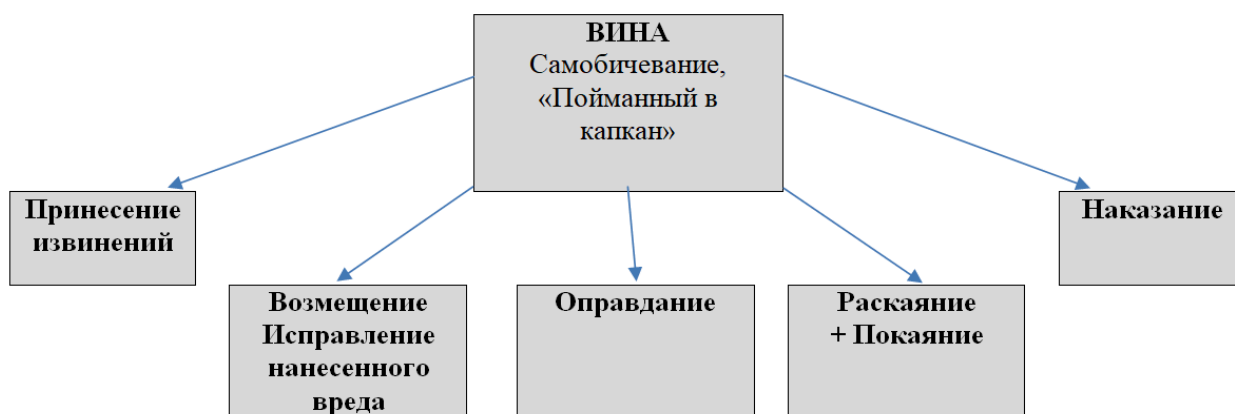 ВИНА
Самобичевание,
«Пойманный в
капкан»
Принесение
извинений
Наказание
Возмещение
Исправление
нанесенного
вреда
Оправдание
Раскаяние
+ Покаяние